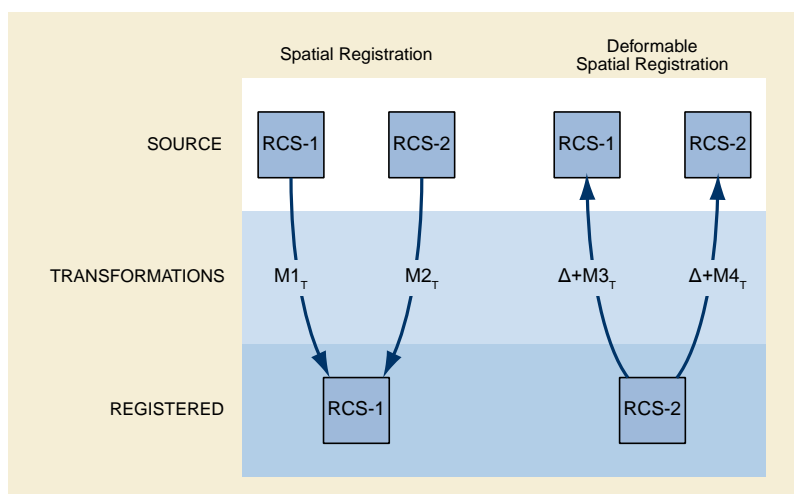 Spatial Registration
Deformable
Spatial Registration
SOURCE
RCS-1
RCS-2
RCS-1
RCS-2
TRANSFORMATIONS
M1T
M2T
Δ+M3T
Δ+M4T
REGISTERED
RCS-1
RCS-2